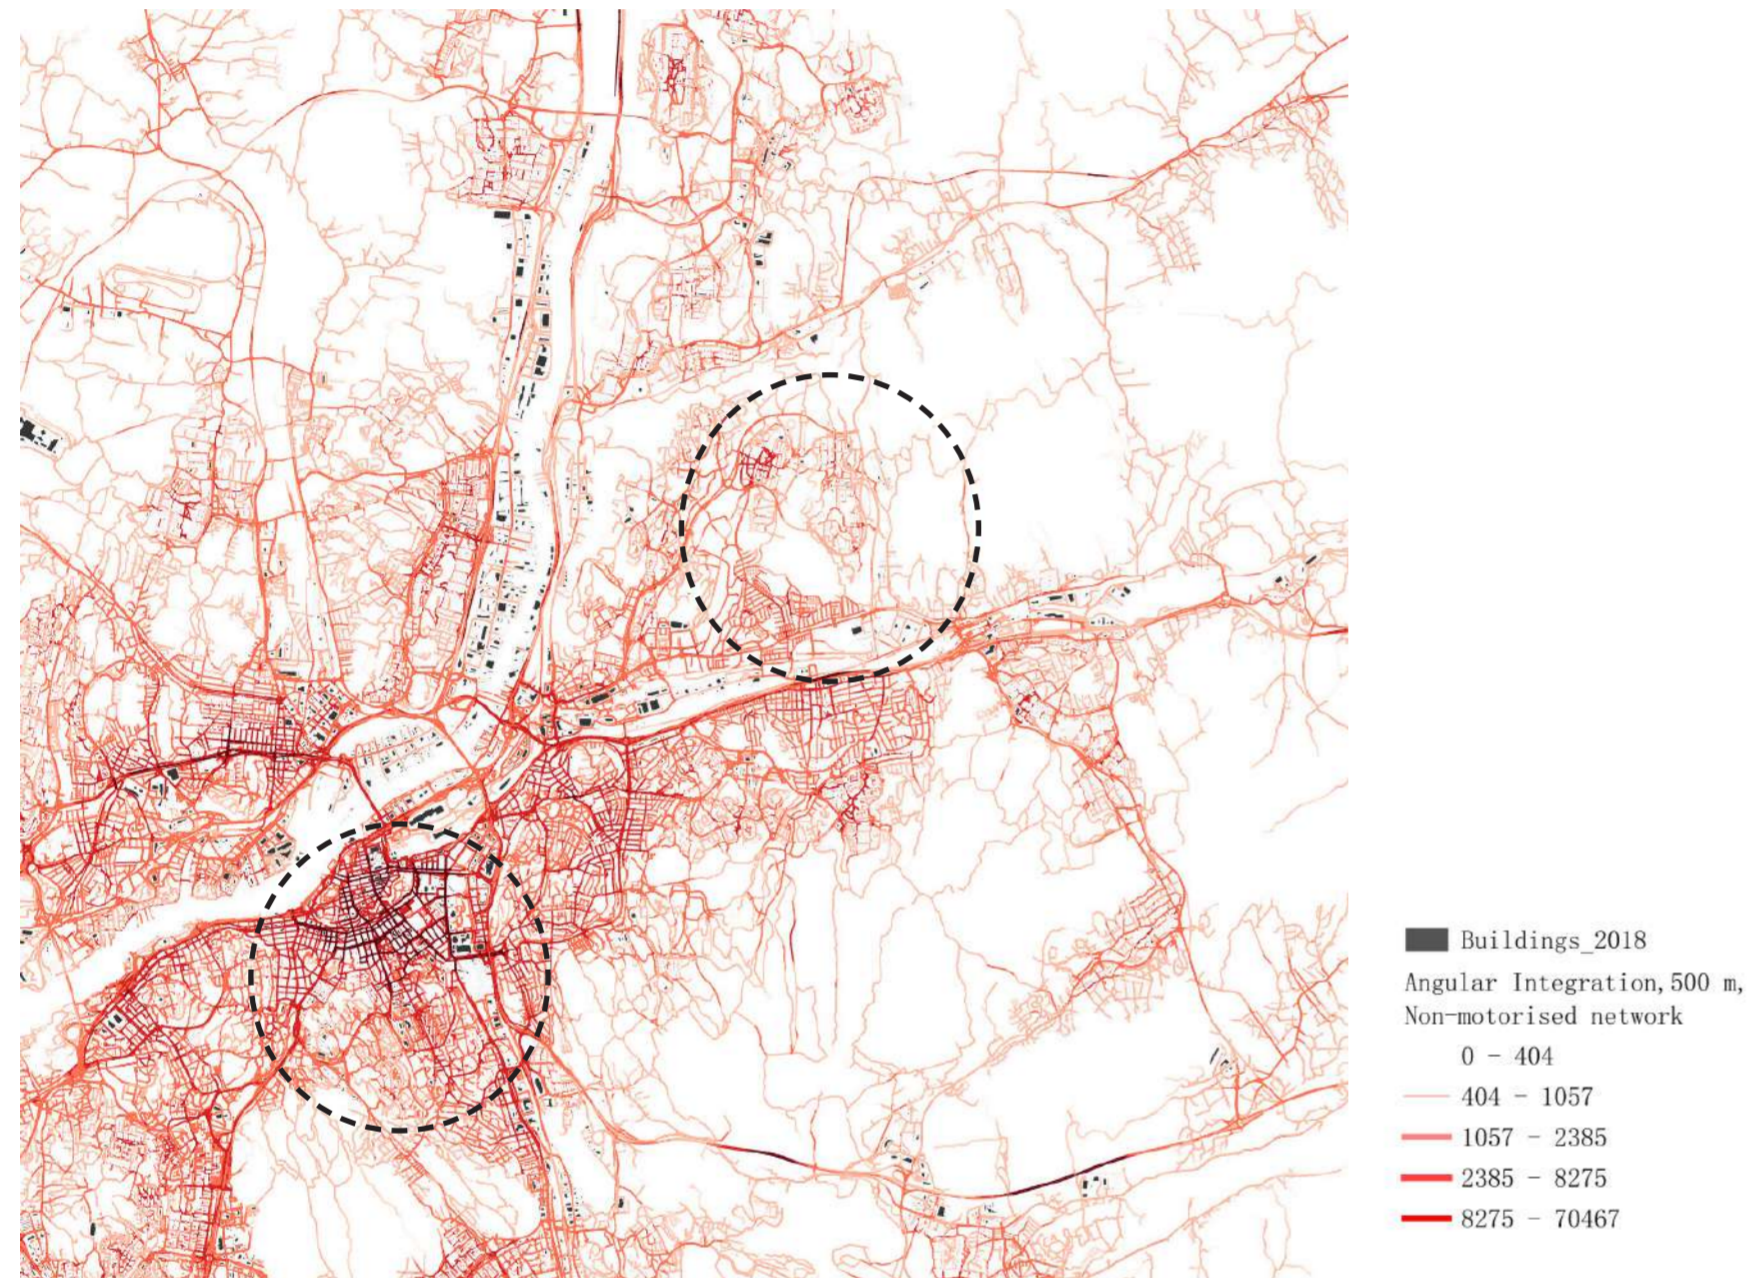 Buildings_2018
Angular Integration, 500 m,
Non-motorised network
0 - 404
404 - 1057
1057 - 2385
2385 - 8275
8275 - 70467